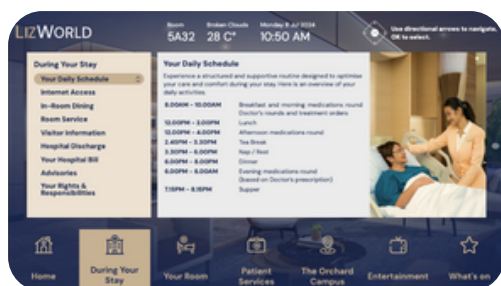 LIZWORLD
Room
5A32
Broken Clouds
28 C°
Monday 8 Jul 2024
10:50 AM
Use directional arrows to navigate,
OK to select.
During Your Stay
Your Daily Schedule
Internet Access
In-Room Dining
Room Service
Visitor Information
Hospital Discharge
Your Hospital Bill
Advisories
Your Rights &
Responsibilities
Your Daily Schedule
Experience a structured and supportive routine designed to optimise
your care and comfort during your stay. Here is an overview of your
daily activities.
8.00AM - 10.00AM Breakfast and morning medications round
Doctor's rounds and treatment orders
12.00PM - 2.00PM Lunch
12.00PM - 4.00PM Afternoon medications round
2.45PM - 3.30PM Tea Break
3.30PM - 6.00PM Nap / Rest
6.00PM - 8.00PM Dinner
6.00PM - 6.00AM Evening medications round
(based on Doctor's prescription)
7.15PM - 8.15PM Supper
Home
During Your
Stay
Your Room
Patient
Services
The Orchard
Campus
Entertainment
What's on